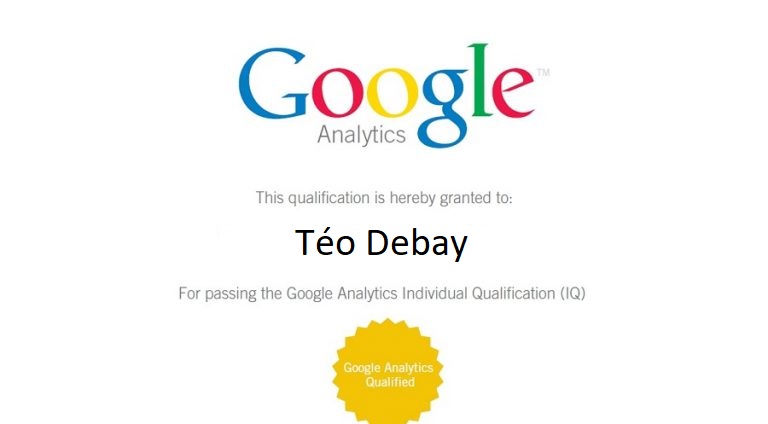 Google™
Analytics
This qualification is hereby granted to:
Téo Debay
For passing the Google Analytics Individual Qualification (IQ)
Google Analytics
Qualified